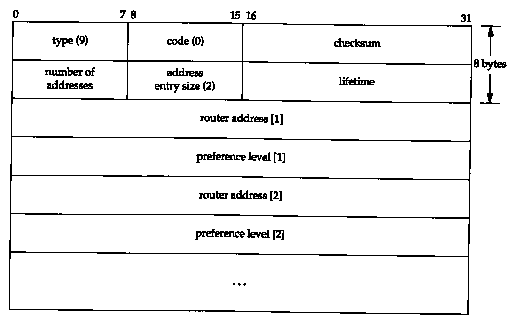 0 7 8 15 16 31
type (9) code (0) checksum
8 bytes
number of addresses address entry size (2) lifetime
router address [1]
preference level [1]
router address [2]
preference level [2]
...